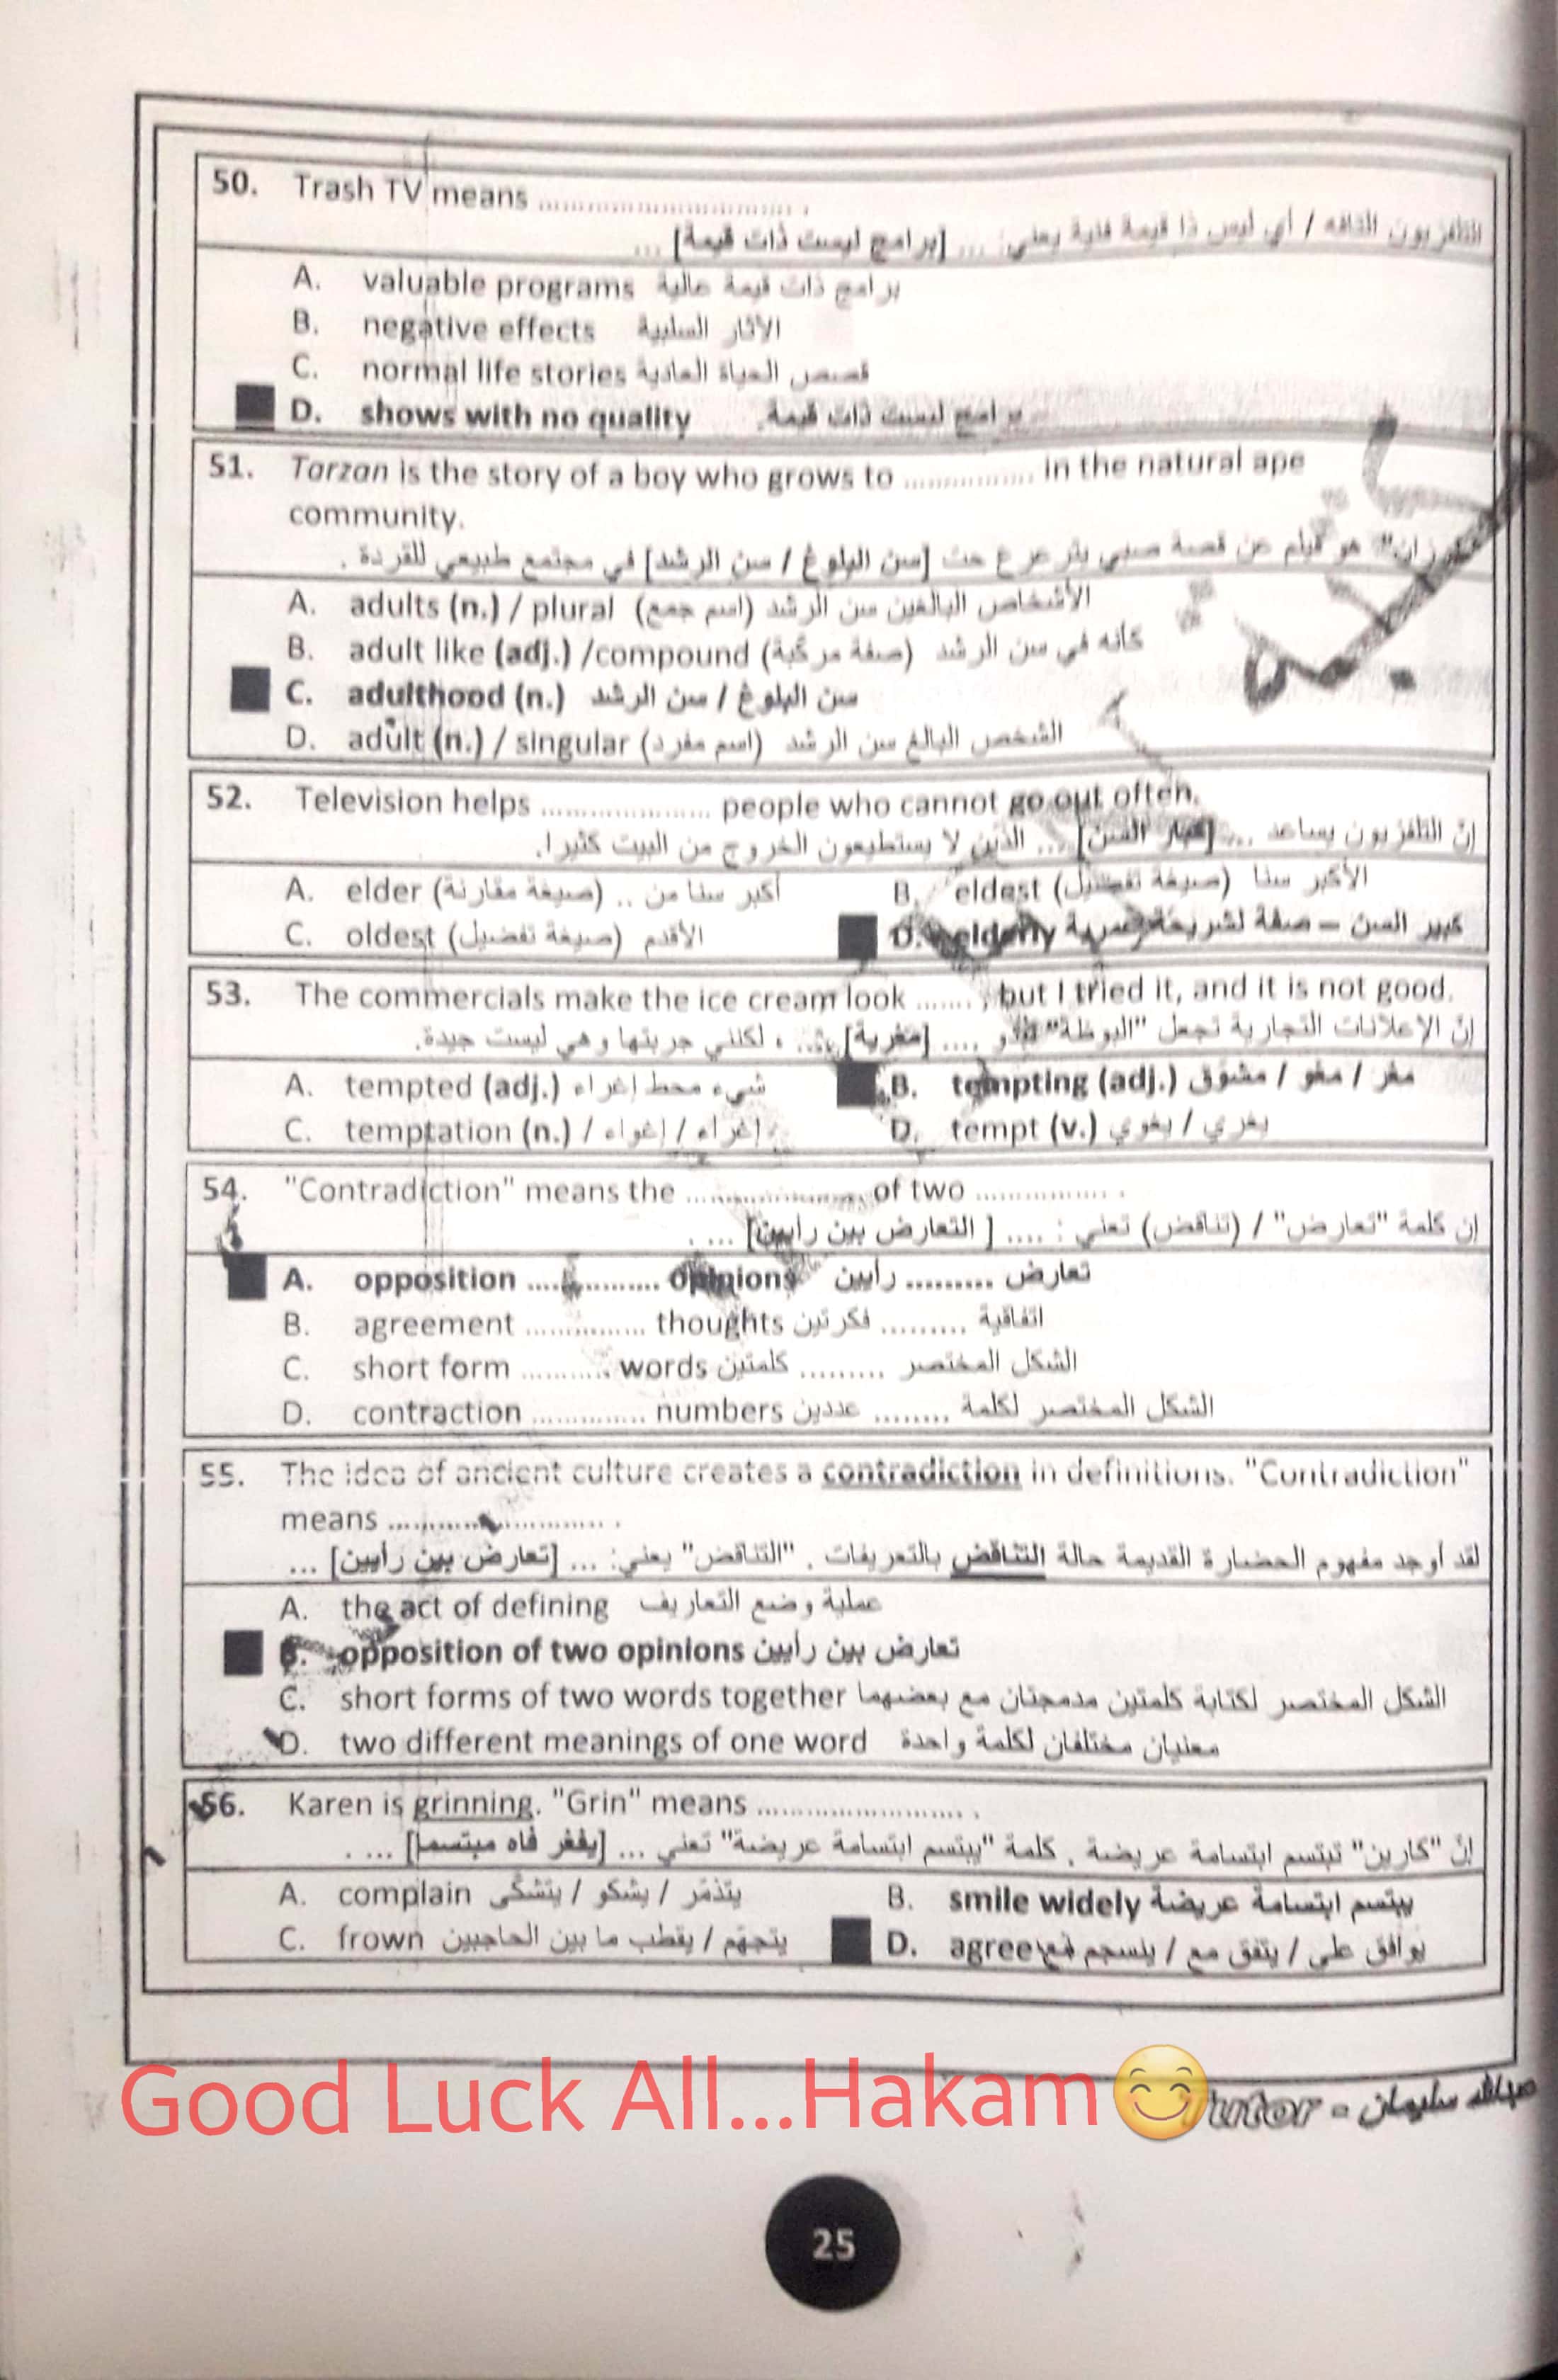 50. Trash TV means .............................. .
التلفزيون التافه / أي ليس ذا قيمة فنية يعني: ... [برامج ليست ذات قيمة] ...
A. valuable programs برامج ذات قيمة عالية
B. negative effects الآثار السلبية
C. normal life stories قصص الحياة العادية
D. shows with no quality برامج ليست ذات قيمة.
51. Tarzan is the story of a boy who grows to ............... in the natural ape
community.
هو فيلم عن قصة صبي يترعرع حت [سن البلوغ / سن الرشد] في مجتمع طبيعي للقردة .
A. adults (n.) / plural (اسم جمع) الأشخاص البالغين سن الرشد
B. adult like (adj.) /compound (صفة مركبة) كأنه في سن الرشد
C. adulthood (n.) سن البلوغ / سن الرشد
D. adult (n.) / singular (اسم مفرد) الشخص البالغ سن الرشد
52. Television helps .................... people who cannot go out often.
إن التلفزيون يساعد ... [كبار السن] ... الذين لا يستطيعون الخروج من البيت كثيرا.
A. elder (صيغة مقارنة) أكبر سنا من ..
B. eldest (صيغة تفضيل) الأكبر سنا
C. oldest (صيغة تفضيل) الأقدم
D. elderly كبير السن – صفة لشريحة عمرية
53. The commercials make the ice cream look ......., but I tried it, and it is not good.
إن الإعلانات التجارية تجعل "البوظة" تبدو .... [مغرية] ... ، لكنني جربتها وهي ليست جيدة.
A. tempted (adj.) شيء محط إغراء
B. tempting (adj.) مغر / مغو / مشوّق
C. temptation (n.) / إغراء / إغواء
D. tempt (v.) يغري / يغوي
54. "Contradiction" means the ..................... of two ................ .
إن كلمة "تعارض" / (تناقض) تعني : .... [ التعارض بين رأيين] ... .
A. opposition ............... opinions تعارض ......... رأيين
B. agreement .............. thoughts اتفاقية ......... فكرتين
C. short form ........... words الشكل المختصر ......... كلمتين
D. contraction ............. numbers الشكل المختصر لكلمة ........ عددين
55. The idea of ancient culture creates a contradiction in definitions. "Contradiction"
means .......................... .
لقد أوجد مفهوم الحضارة القديمة حالة التناقض بالتعريفات . "التناقض" يعني: ... [تعارض بين رأيين] ...
A. the act of defining عملية وضع التعاريف
B. opposition of two opinions تعارض بين رأيين
C. short forms of two words together الشكل المختصر لكتابة كلمتين مدمجتان مع بعضهما
D. two different meanings of one word معنيان مختلفان لكلمة واحدة
56. Karen is grinning. "Grin" means ........................ .
إن "كارين" تبتسم ابتسامة عريضة . كلمة "يبتسم ابتسامة عريضة" تعني ... [يفغر فاه مبتسما] ... .
A. complain يتذمّر / يشكو / يتشكّى
B. smile widely يبتسم ابتسامة عريضة
C. frown يتجهّم / يقطب ما بين الحاجبين
D. agree يوافق على / يتفق مع / ينسجم مع
Good Luck All...Hakam😊
Tutor - عبدالله سليمان
25